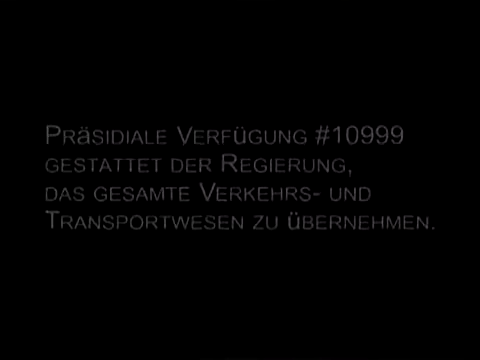 Präsidiale Verfügung #10999
gestattet der Regierung,
das gesamte Verkehrs- und
Transportwesen zu übernehmen.